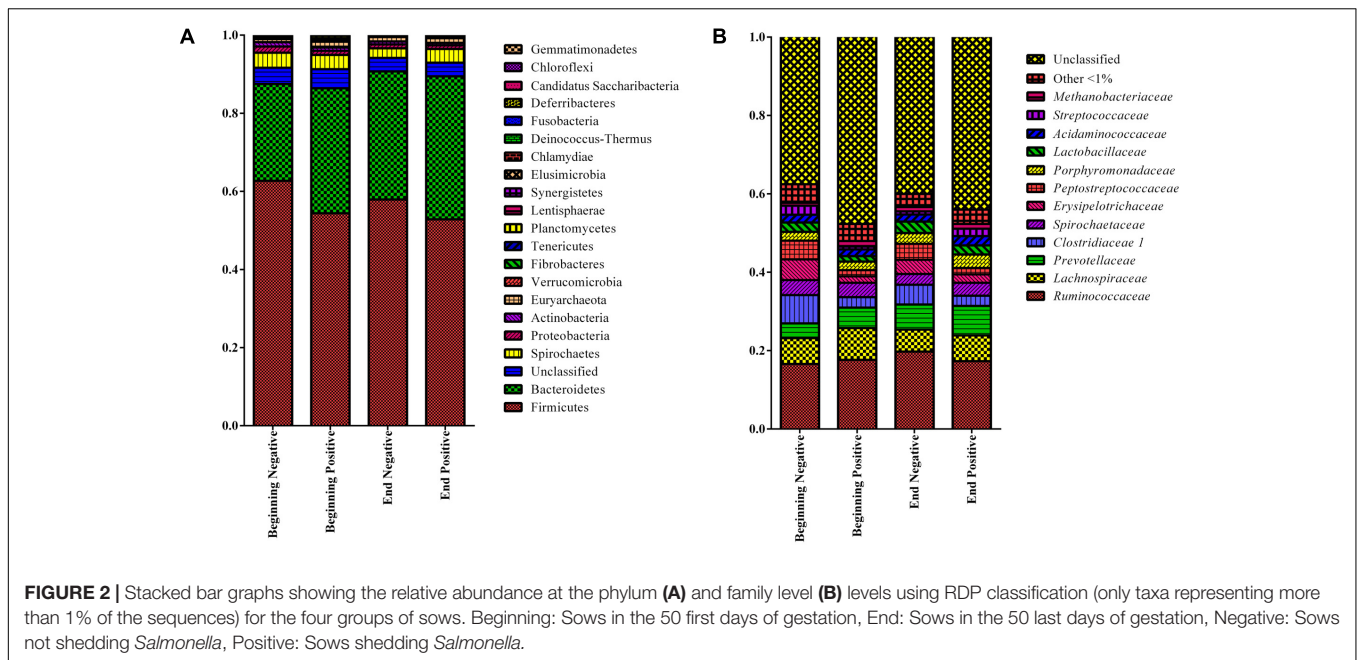 A
1.0
0.8
0.6
0.4
0.2
0.0
Beginning Negative
Beginning Positive
End Negative
End Positive
Gemmatimonadetes
Chloroflexi
Candidatus Saccharibacteria
Deferribacteres
Fusobacteria
Deinococcus-Thermus
Chlamydiae
Elusimicrobia
Synergistetes
Lentisphaerae
Planctomycetes
Tenericutes
Fibrobacteres
Verrucomicrobia
Euryarchaeota
Actinobacteria
Proteobacteria
Spirochaetes
Unclassified
Bacteroidetes
Firmicutes
B
1.0
0.8
0.6
0.4
0.2
0.0
Beginning Negative
Beginning Positive
End Negative
End Positive
Unclassified
Other <1%
Methanobacteriaceae
Streptococcaceae
Acidaminococcaceae
Lactobacillaceae
Porphyromonadaceae
Peptostreptococcaceae
Erysipelotrichaceae
Spirochaetaceae
Clostridiaceae 1
Prevotellaceae
Lachnospiraceae
Ruminococcaceae
FIGURE 2 | Stacked bar graphs showing the relative abundance at the phylum (A) and family level (B) levels using RDP classification (only taxa representing more
than 1% of the sequences) for the four groups of sows. Beginning: Sows in the 50 first days of gestation, End: Sows in the 50 last days of gestation, Negative: Sows
not shedding Salmonella, Positive: Sows shedding Salmonella.